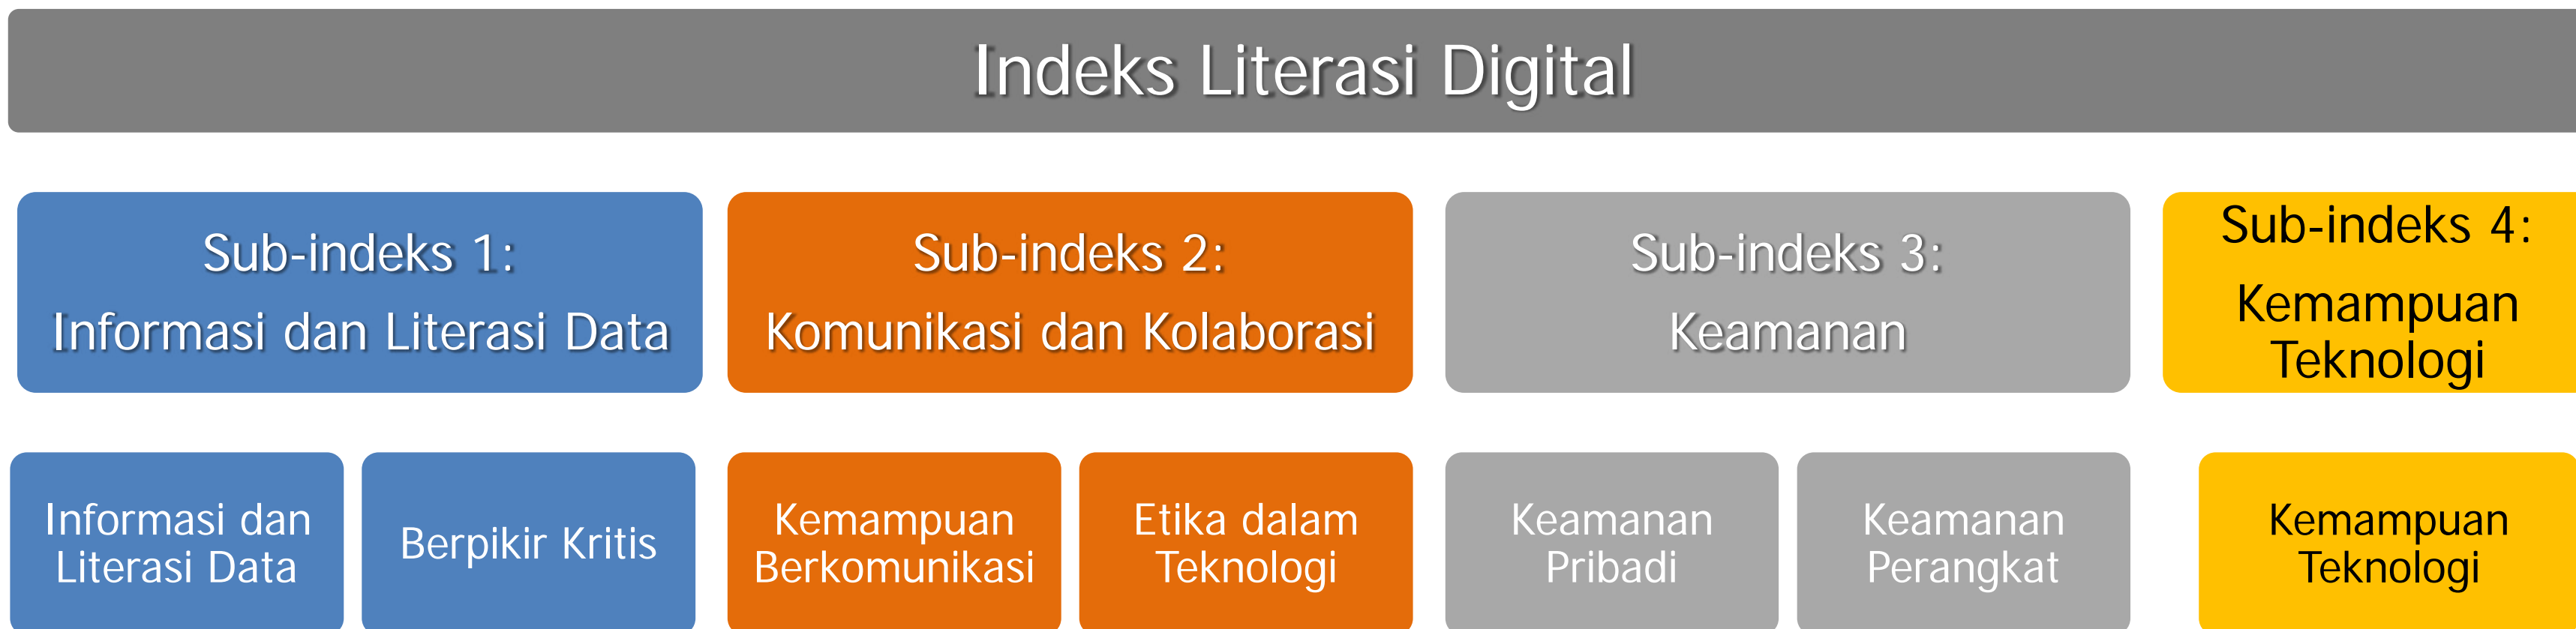 Indeks Literasi Digital
Sub-indeks 1:
Informasi dan Literasi Data
Sub-indeks 2:
Komunikasi dan Kolaborasi
Sub-indeks 3:
Keamanan
Sub-indeks 4:
Kemampuan
Teknologi
Informasi dan
Literasi Data
Berpikir Kritis
Kemampuan
Berkomunikasi
Etika dalam
Teknologi
Keamanan
Pribadi
Keamanan
Perangkat
Kemampuan
Teknologi